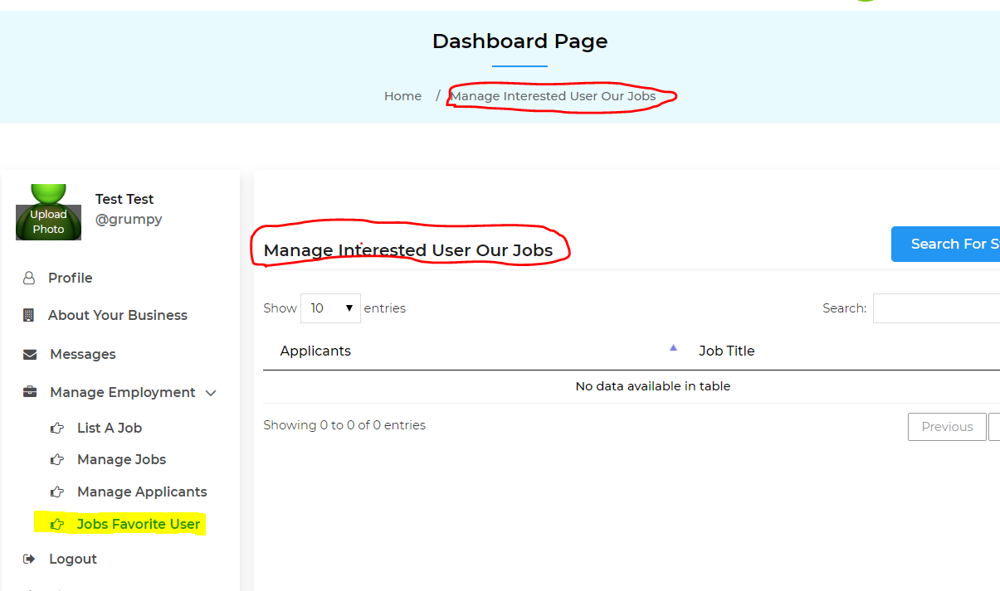 Dashboard Page
Home / Manage Interested User Our Jobs
Upload
Photo
Test Test
@grumpy
Profile
About Your Business
Messages
Manage Employment
List A Job
Manage Jobs
Manage Applicants
Jobs Favorite User
Logout
Manage Interested User Our Jobs
Search For S
Show 10 entries
Search:
Applicants Job Title
No data available in table
Showing 0 to 0 of 0 entries
Previous